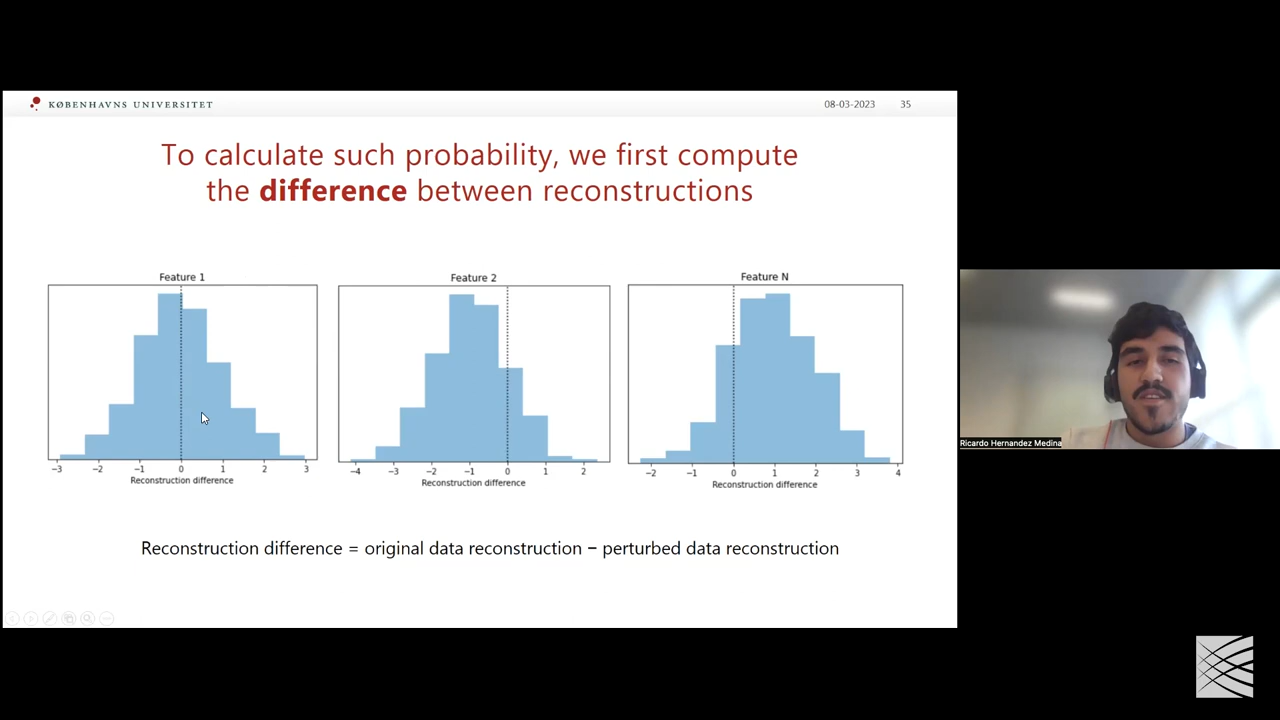 KØBENHAVNS UNIVERSITET
08-03-2023 35
To calculate such probability, we first compute
the difference between reconstructions
Feature 1
−3 −2 −1 0 1 2 3
Reconstruction difference
Feature 2
−4 −3 −2 −1 0 1 2
Reconstruction difference
Feature N
−2 −1 0 1 2 3 4
Reconstruction difference
Reconstruction difference = original data reconstruction − perturbed data reconstruction
Ricardo Hernandez Medina